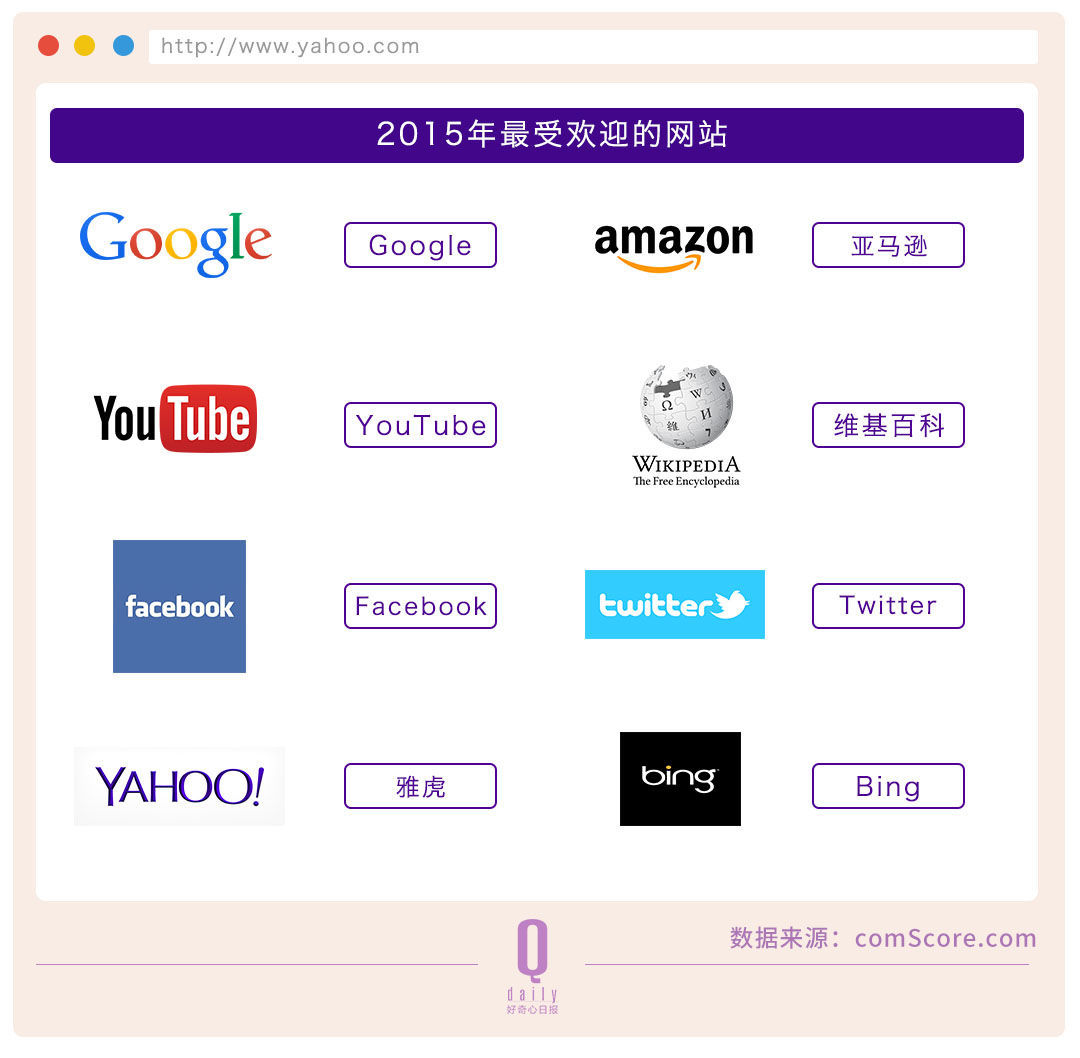 http://www.yahoo.com
2015年最受欢迎的网站
Google
Google
amazon
亚马逊
YouTube
YouTube
Ω
W
И
維
7
WIKIPEDIA
The Free Encyclopedia
维基百科
facebook
Facebook
twitter
Twitter
YAHOO!
雅虎
bing
Bing
数据来源：comScore.com
Q
daily
好奇心日报